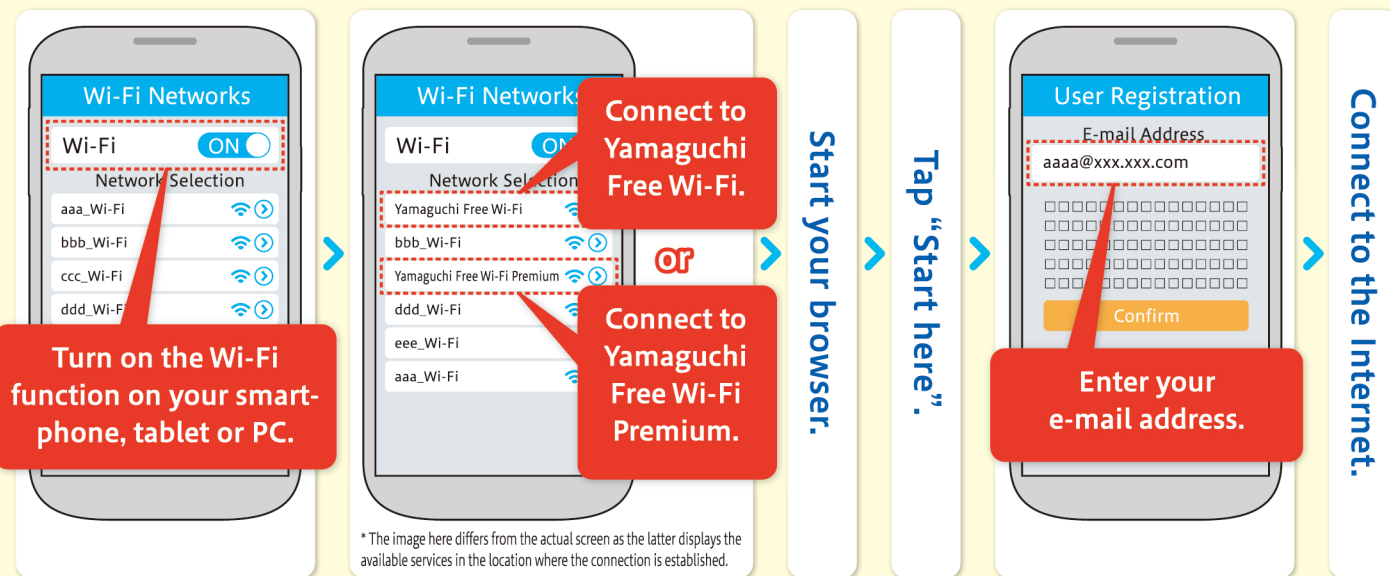 Wi-Fi Networks
Wi-Fi
ON
Network Selection
aaa_Wi-Fi
bbb_Wi-Fi
ccc_Wi-Fi
ddd_Wi-Fi
Turn on the Wi-Fi
function on your smart-
phone, tablet or PC.
Wi-Fi Networks
Wi-Fi
ON
Network Selection
Yamaguchi Free Wi-Fi
bbb_Wi-Fi
Yamaguchi Free Wi-Fi Premium
ddd_Wi-Fi
eee_Wi-Fi
aaa_Wi-Fi
Connect to
Yamaguchi
Free Wi-Fi.
or
Connect to
Yamaguchi
Free Wi-Fi
Premium.
* The image here differs from the actual screen as the latter displays the
available services in the location where the connection is established.
Start your browser.
Tap “Start here”.
User Registration
E-mail Address
aaaa@xxx.xxx.com
□□□□□□□□□□□□□□□
□□□□□□□□□□□□□□□
□□□□□□□□□□□□□□□
□□□□□□□□□□□□□□□
□□□□□□□□□□□□□□□
Confirm
Enter your
e-mail address.
Connect to the Internet.